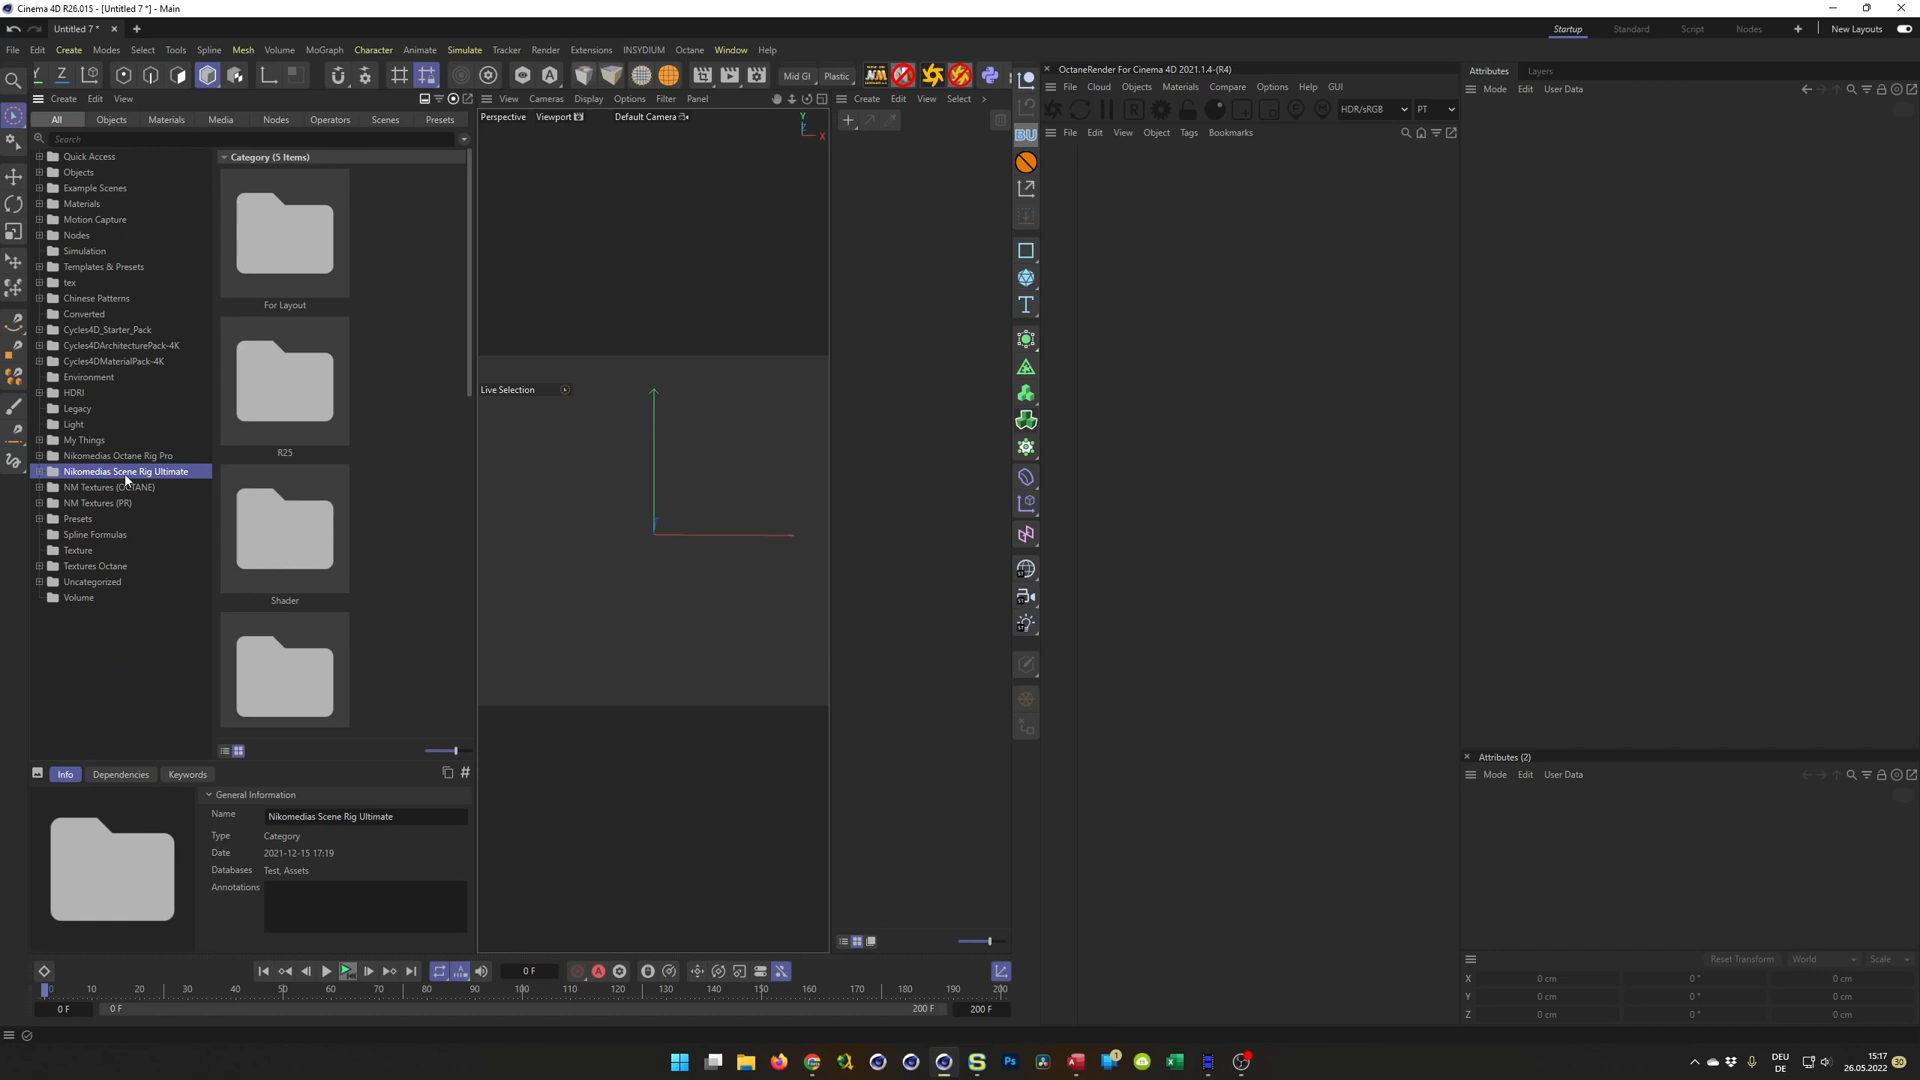 Cinema 4D R26.015 - [Untitled 7 *] - Main
Untitled 7 *
Startup
Standard
Script
Nodes
New Layouts
File Edit Create Modes Select Tools Spline Mesh Volume MoGraph Character Animate Simulate Tracker Render Extensions INSYDIUM Octane Window Help
Mid GI
Plastic
Create Edit View
All Objects Materials Media Nodes Operators Scenes Presets
Search
Quick Access
Objects
Example Scenes
Materials
Motion Capture
Nodes
Simulation
Templates & Presets
tex
Chinese Patterns
Converted
Cycles4D_Starter_Pack
Cycles4DArchitecturePack-4K
Cycles4DMaterialPack-4K
Environment
HDRI
Legacy
Light
My Things
Nikomedias Octane Rig Pro
Nikomedias Scene Rig Ultimate
NM Textures (OCTANE)
NM Textures (PR)
Presets
Spline Formulas
Texture
Textures Octane
Uncategorized
Volume
Category (5 Items)
For Layout
R25
Shader
Info Dependencies Keywords
General Information
Name Nikomedias Scene Rig Ultimate
Type Category
Date 2021-12-15 17:19
Databases Test, Assets
Annotations
View Cameras Display Options Filter Panel
Perspective Viewport Default Camera
Y
X
Live Selection
Create Edit View Select
BU
OctaneRender For Cinema 4D 2021.1.4-(R4)
File Cloud Objects Materials Compare Options Help GUI
HDR/sRGB PT
File Edit View Object Tags Bookmarks
Attributes Layers
Mode Edit User Data
Attributes (2)
Mode Edit User Data
Reset Transform World Scale
X 0 cm 0 ° 0 cm
Y 0 cm 0 ° 0 cm
Z 0 cm 0 ° 0 cm
0 F
0 10 20 30 40 50 60 70 80 90 100 110 120 130 140 150 160 170 180 190 200
0 F 0 F 200 F 200 F
DEU
DE
15:17
26.05.2022
30